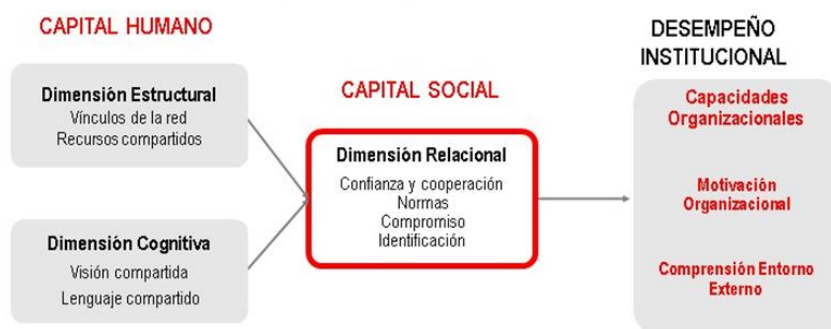 CAPITAL HUMANO
Dimensión Estructural
Vínculos de la red
Recursos compartidos
Dimensión Cognitiva
Visión compartida
Lenguaje compartido
CAPITAL SOCIAL
Dimensión Relacional
Confianza y cooperación
Normas
Compromiso
Identificación
DESEMPEÑO
INSTITUCIONAL
Capacidades
Organizacionales
Motivación
Organizacional
Comprensión Entorno
Externo